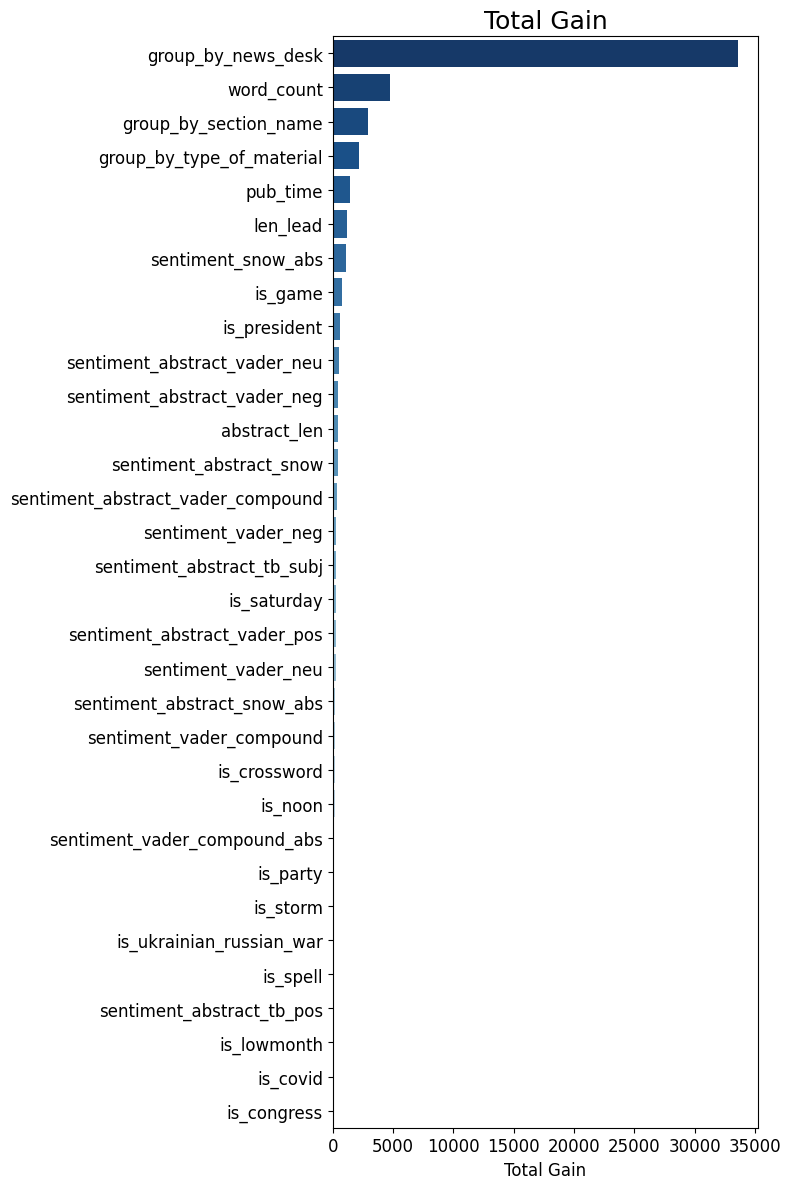 Total Gain
group_by_news_desk
word_count
group_by_section_name
group_by_type_of_material
pub_time
len_lead
sentiment_snow_abs
is_game
is_president
sentiment_abstract_vader_neu
sentiment_abstract_vader_neg
abstract_len
sentiment_abstract_snow
sentiment_abstract_vader_compound
sentiment_vader_neg
sentiment_abstract_tb_subj
is_saturday
sentiment_abstract_vader_pos
sentiment_vader_neu
sentiment_abstract_snow_abs
sentiment_vader_compound
is_crossword
is_noon
sentiment_vader_compound_abs
is_party
is_storm
is_ukrainian_russian_war
is_spell
sentiment_abstract_tb_pos
is_lowmonth
is_covid
is_congress
0 5000 10000 15000 20000 25000 30000 35000
Total Gain